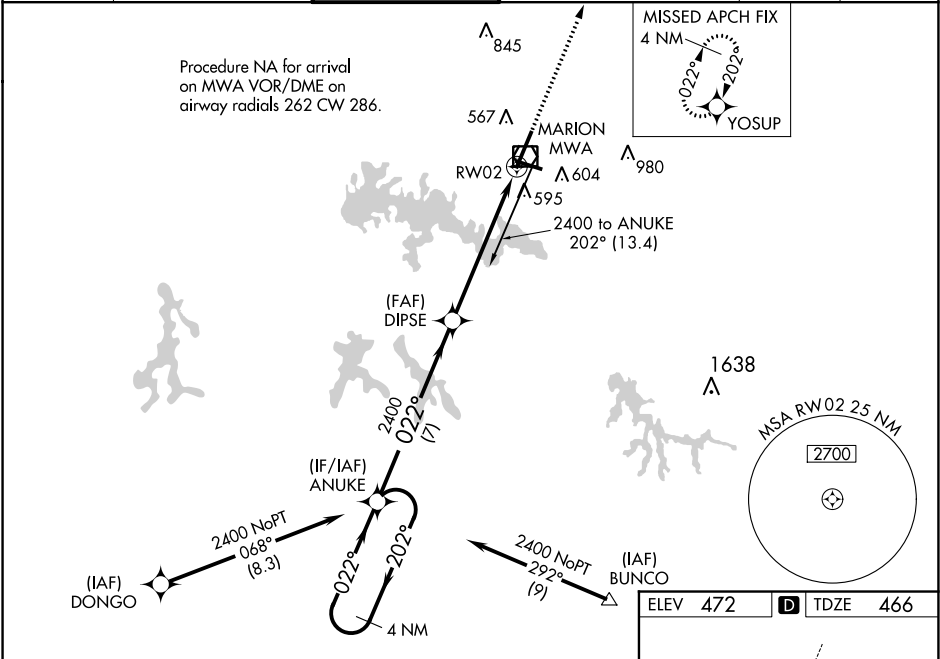 MISSED APCH FIX
4 NM
022°
202°
YOSUP
845
Procedure NA for arrival
on MWA VOR/DME on
airway radials 262 CW 286.
567
MARION
MWA
RW02
604
980
595
2400 to ANUKE
202° (13.4)
(FAF)
DIPSE
1638
2400
022°
(7)
MSA RW02 25 NM
2700
(IF/IAF)
ANUKE
2400 NoPT
068°
(8.3)
022°
202°
2400 NoPT
292°
(9)
(IAF)
BUNCO
(IAF)
DONGO
4 NM
ELEV 472 D TDZE 466